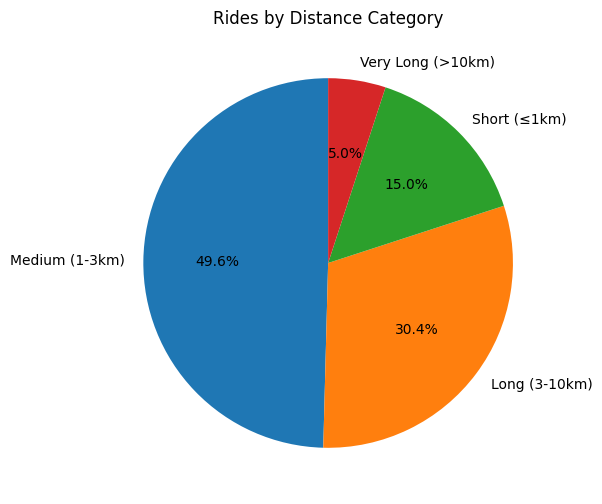 Rides by Distance Category
Very Long (>10km)
Short (≤1km)
5.0%
15.0%
Medium (1-3km)
49.6%
30.4%
Long (3-10km)